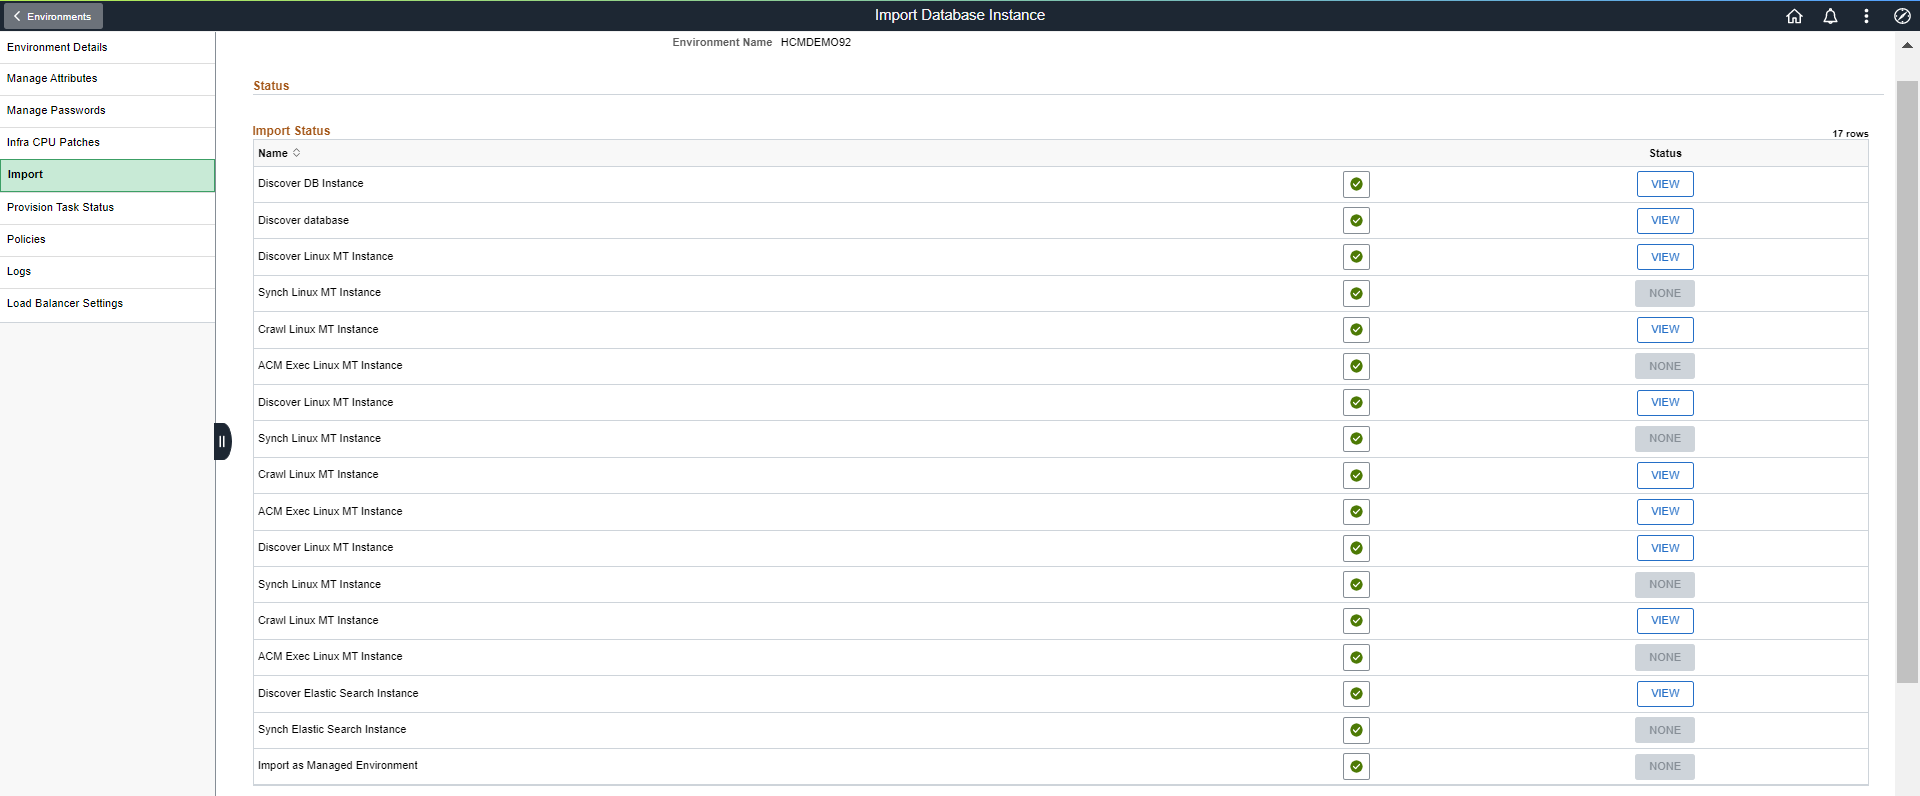 Environments
Import Database Instance
Environment Details
Manage Attributes
Manage Passwords
Infra CPU Patches
Import
Provision Task Status
Policies
Logs
Load Balancer Settings
Environment Name HCMDEMO92
Status
Import Status
17 rows
Name Status
Discover DB Instance VIEW
Discover database VIEW
Discover Linux MT Instance VIEW
Synch Linux MT Instance NONE
Crawl Linux MT Instance VIEW
ACM Exec Linux MT Instance NONE
Discover Linux MT Instance VIEW
Synch Linux MT Instance NONE
Crawl Linux MT Instance VIEW
ACM Exec Linux MT Instance VIEW
Discover Linux MT Instance VIEW
Synch Linux MT Instance NONE
Crawl Linux MT Instance VIEW
ACM Exec Linux MT Instance NONE
Discover Elastic Search Instance VIEW
Synch Elastic Search Instance NONE
Import as Managed Environment NONE